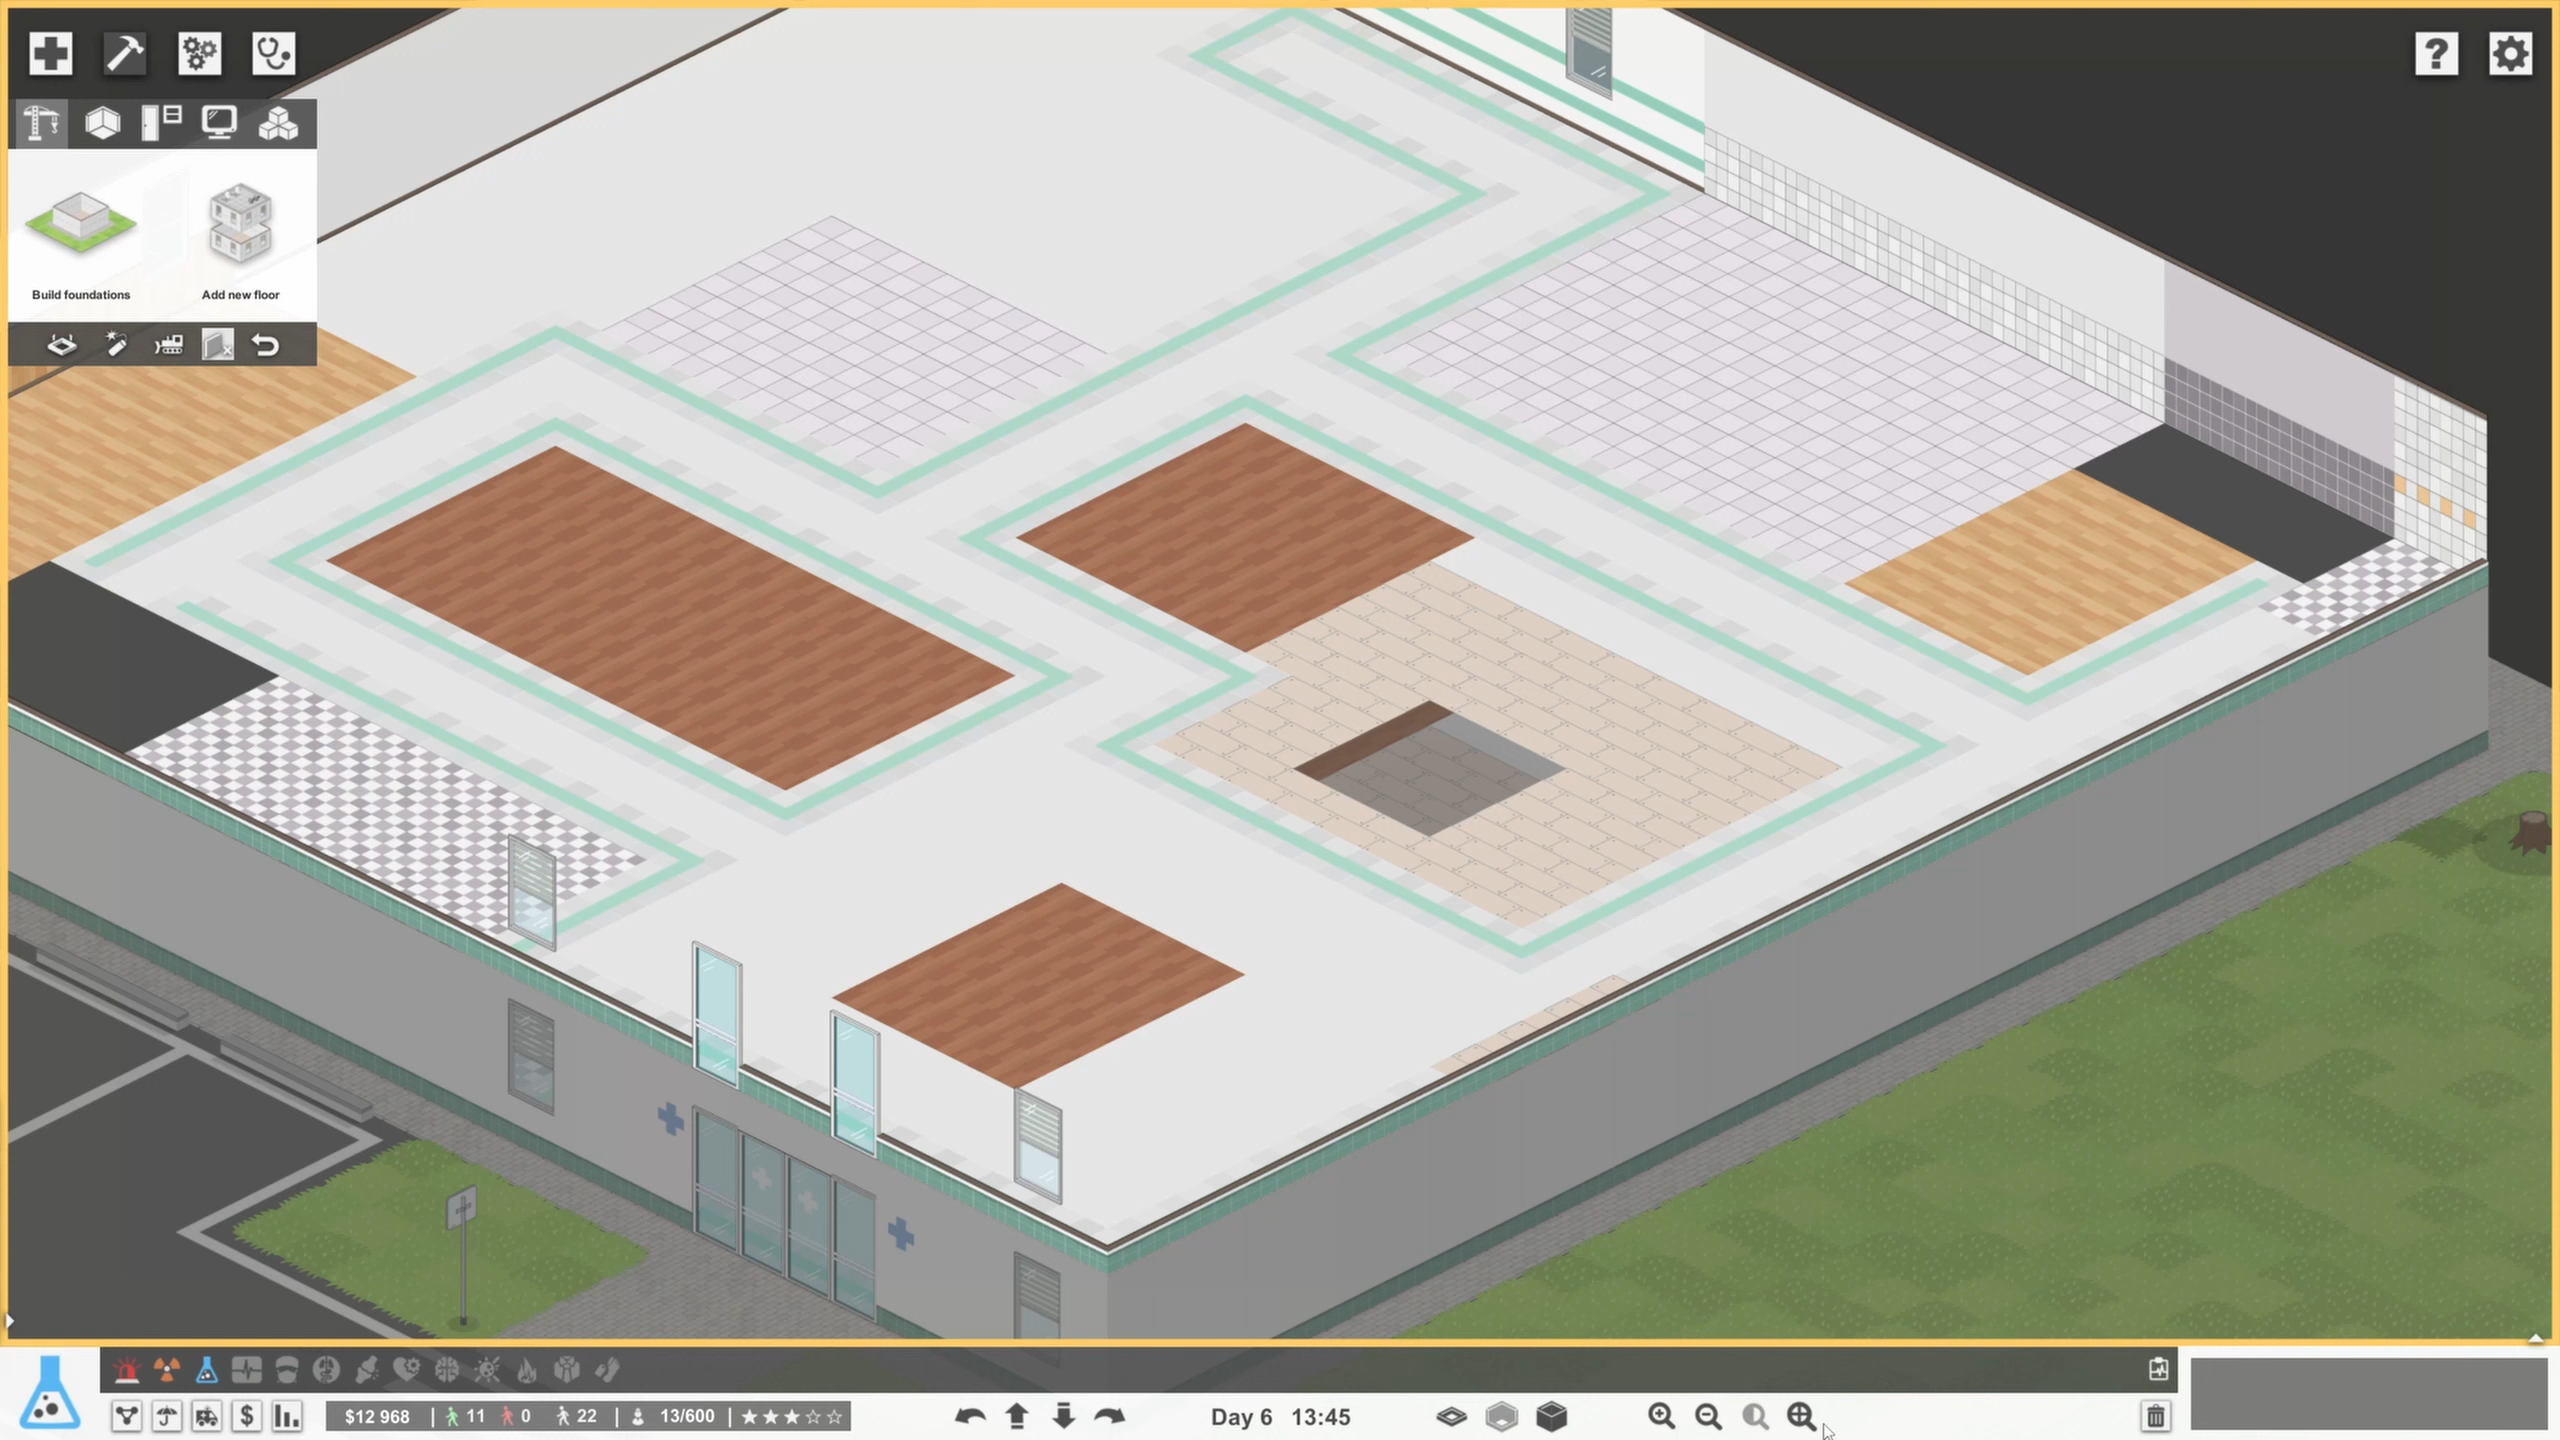 ?
Build foundations
Add new floor
$12 968 | 11 0 22 | 13/600 |
Day 6 13:45
$